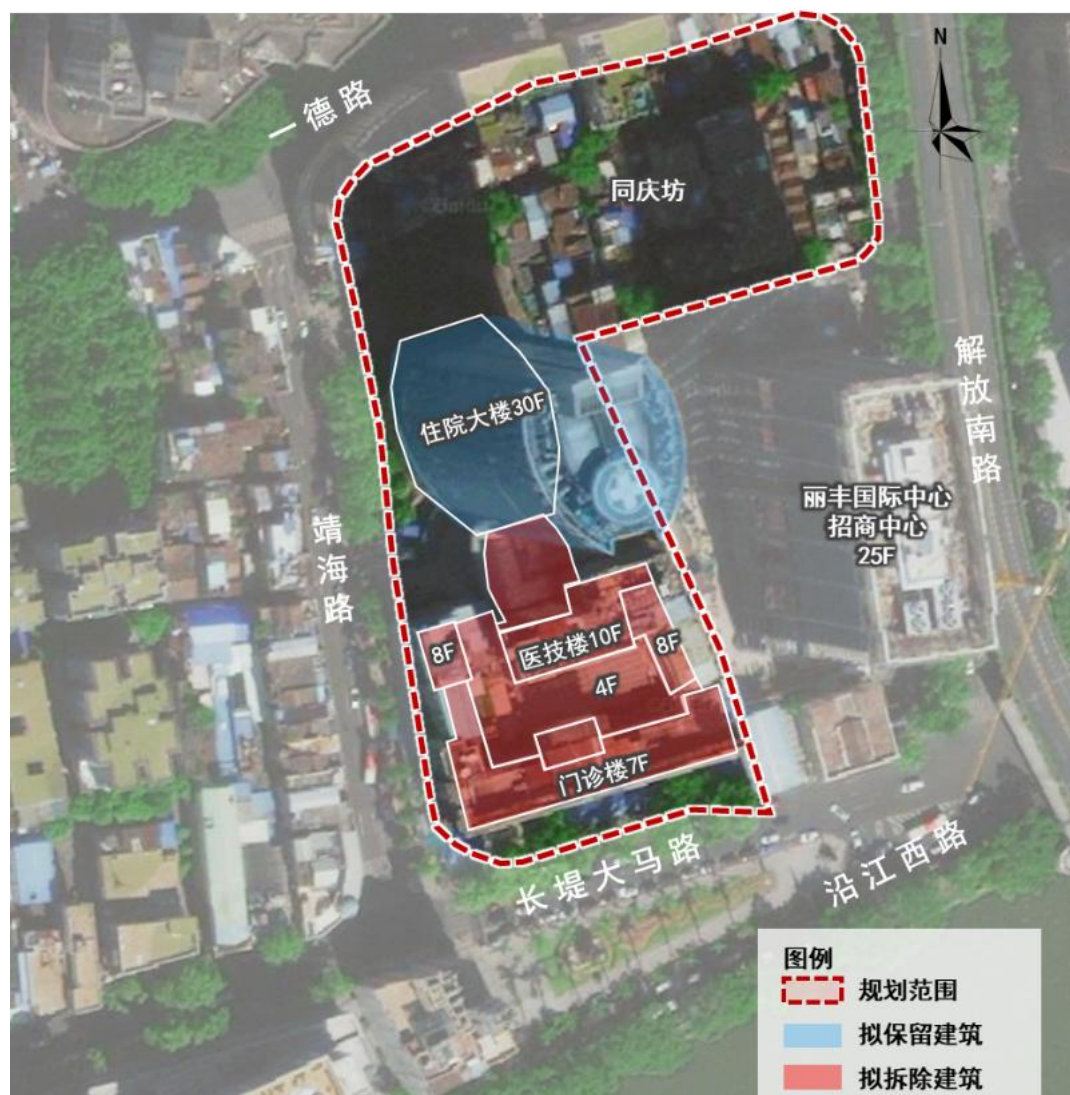 N
一德路
同庆坊
住院大楼30F
解放南路
丽丰国际中心
招商中心
25F
靖海路
8F
医技楼10F
8F
4F
门诊楼7F
长堤大马路
沿江西路
图例
规划范围
拟保留建筑
拟拆除建筑